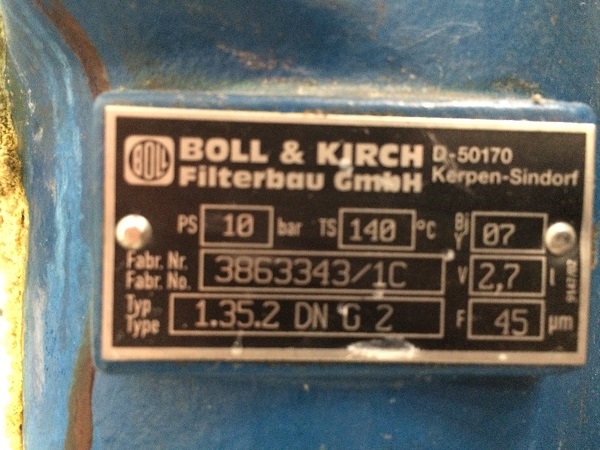 BOLL
BOLL & KIRCH
Filterbau GmbH
D-50170
Kerpen-Sindorf
PS 10 bar TS 140 °C Bj 07
Y
Fabr. Nr.
Fabr. No. 3863343/1C V 2,7 l
Typ
Type 1.35.2 DN G 2 F 45 µm